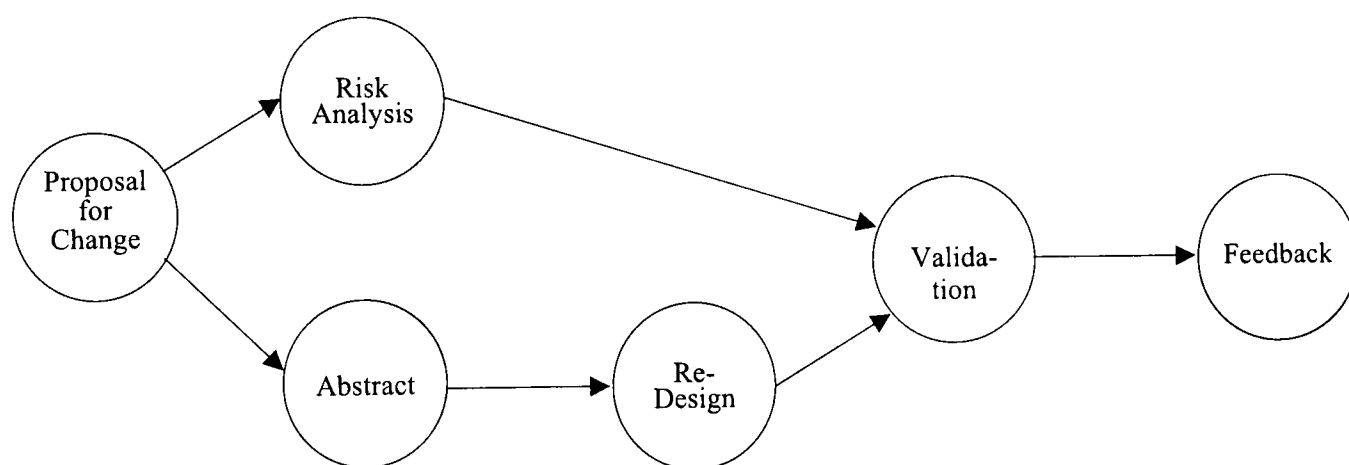 Risk
Analysis
Proposal
for
Change
Valida-
tion
Feedback
Abstract
Re-
Design